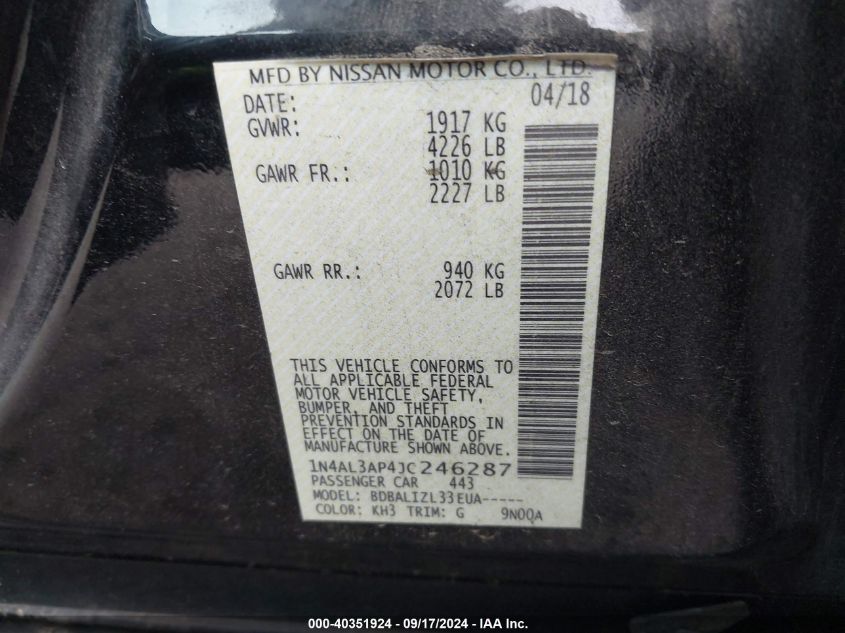 MFD BY NISSAN MOTOR CO., LTD.
DATE: 04/18
GVWR: 1917 KG
4226 LB
GAWR FR.: 1010 KG
2227 LB
GAWR RR.: 940 KG
2072 LB
THIS VEHICLE CONFORMS TO
ALL APPLICABLE FEDERAL
MOTOR VEHICLE SAFETY,
BUMPER, AND THEFT
PREVENTION STANDARDS IN
EFFECT ON THE DATE OF
MANUFACTURE SHOWN ABOVE.
1N4AL3AP4JC246287
PASSENGER CAR 443
MODEL: BDBALIZL33EUA-----
COLOR: KH3 TRIM: G 9N00A
000-40351924 - 09/17/2024 - IAA Inc.